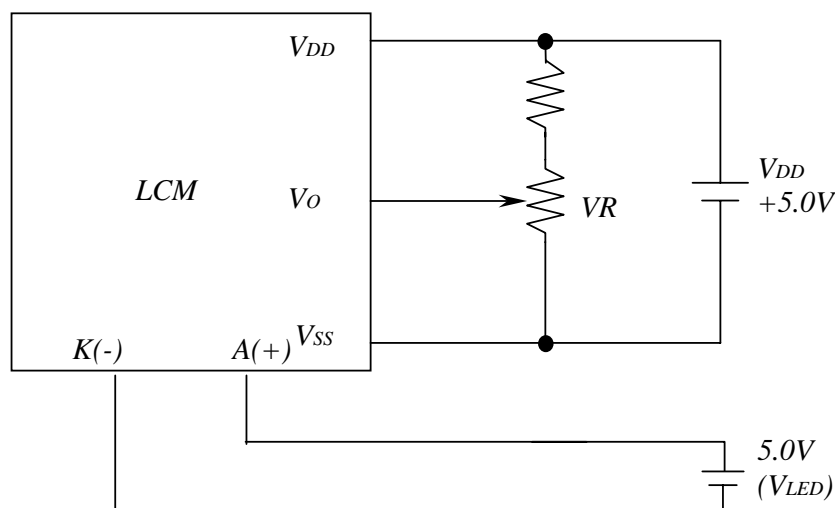 VDD
LCM
VO
VR
VDD
+5.0V
VSS
K(-)
A(+)
5.0V
(VLED)